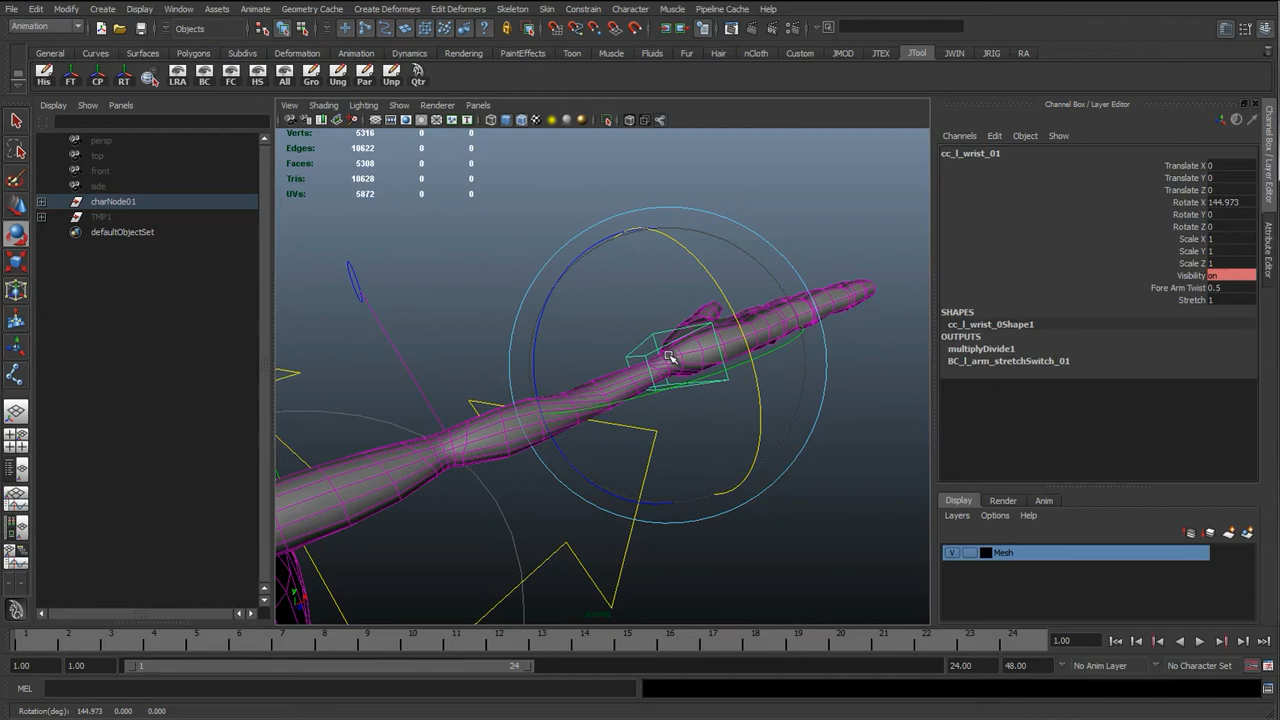 File Edit Modify Create Display Window Assets Animate Geometry Cache Create Deformers Edit Deformers Skeleton Skin Constrain Character Muscle Pipeline Cache Help
Animation Objects
General Curves Surfaces Polygons Subdivs Deformation Animation Dynamics Rendering PaintEffects Toon Muscle Fluids Fur Hair nCloth Custom JMOD JTEX JTool JWIN JRIG RA
His FT CP RT LRA BC FC HS All Gro Ung Par Unp Qtr
Display Show Panels
View Shading Lighting Show Renderer Panels
Channel Box / Layer Editor
Channels Edit Object Show
persp
top
front
side
charNode01
TMP1
defaultObjectSet
Verts: 5316 0 0
Edges: 10622 0 0
Faces: 5308 0 0
Tris: 10628 0 0
UVs: 5872 0 0
cc_l_wrist_01
Translate X 0
Translate Y 0
Translate Z 0
Rotate X 144.973
Rotate Y 0
Rotate Z 0
Scale X 1
Scale Y 1
Scale Z 1
Visibility on
Fore Arm Twist 0.5
Stretch 1
SHAPES
cc_l_wrist_0Shape1
OUTPUTS
multiplyDivide1
BC_l_arm_stretchSwitch_01
Channel Box / Layer Editor
Attribute Editor
Display Render Anim
Layers Options Help
V Mesh
persp
1 2 3 4 5 6 7 8 9 10 11 12 13 14 15 16 17 18 19 20 21 22 23 24
1.00
1.00 1.00 1 24 24.00 48.00 No Anim Layer No Character Set
MEL
Rotation(deg): 144.973 0.000 0.000